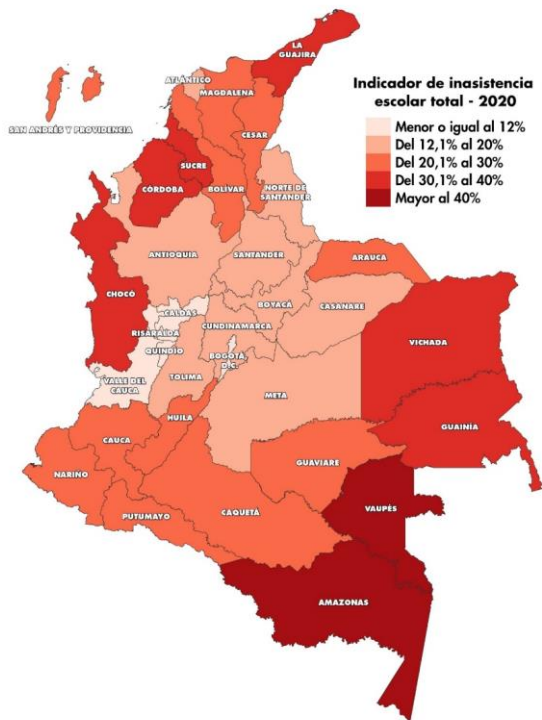 LA
GUAJIRA
ATLÁNTICO
MAGDALENA
Indicador de inasistencia
escolar total - 2020
Menor o igual al 12%
Del 12,1% al 20%
Del 20,1% al 30%
Del 30,1% al 40%
Mayor al 40%
SAN ANDRÉS Y PROVIDENCIA
CESAR
SUCRE
CÓRDOBA
BOLÍVAR
NORTE DE
SANTANDER
ANTIOQUIA
SANTANDER
ARAUCA
CHOCÓ
BOYACÁ
CASANARE
CALDAS
RISARALDA
CUNDINAMARCA
VICHADA
QUINDIO
BOGOTÁ
D.C.
VALLE DEL
CAUCA
TOLIMA
META
GUAINÍA
HUILA
CAUCA
GUAVIARE
NARIÑO
VAUPÉS
PUTUMAYO
CAQUETÁ
AMAZONAS